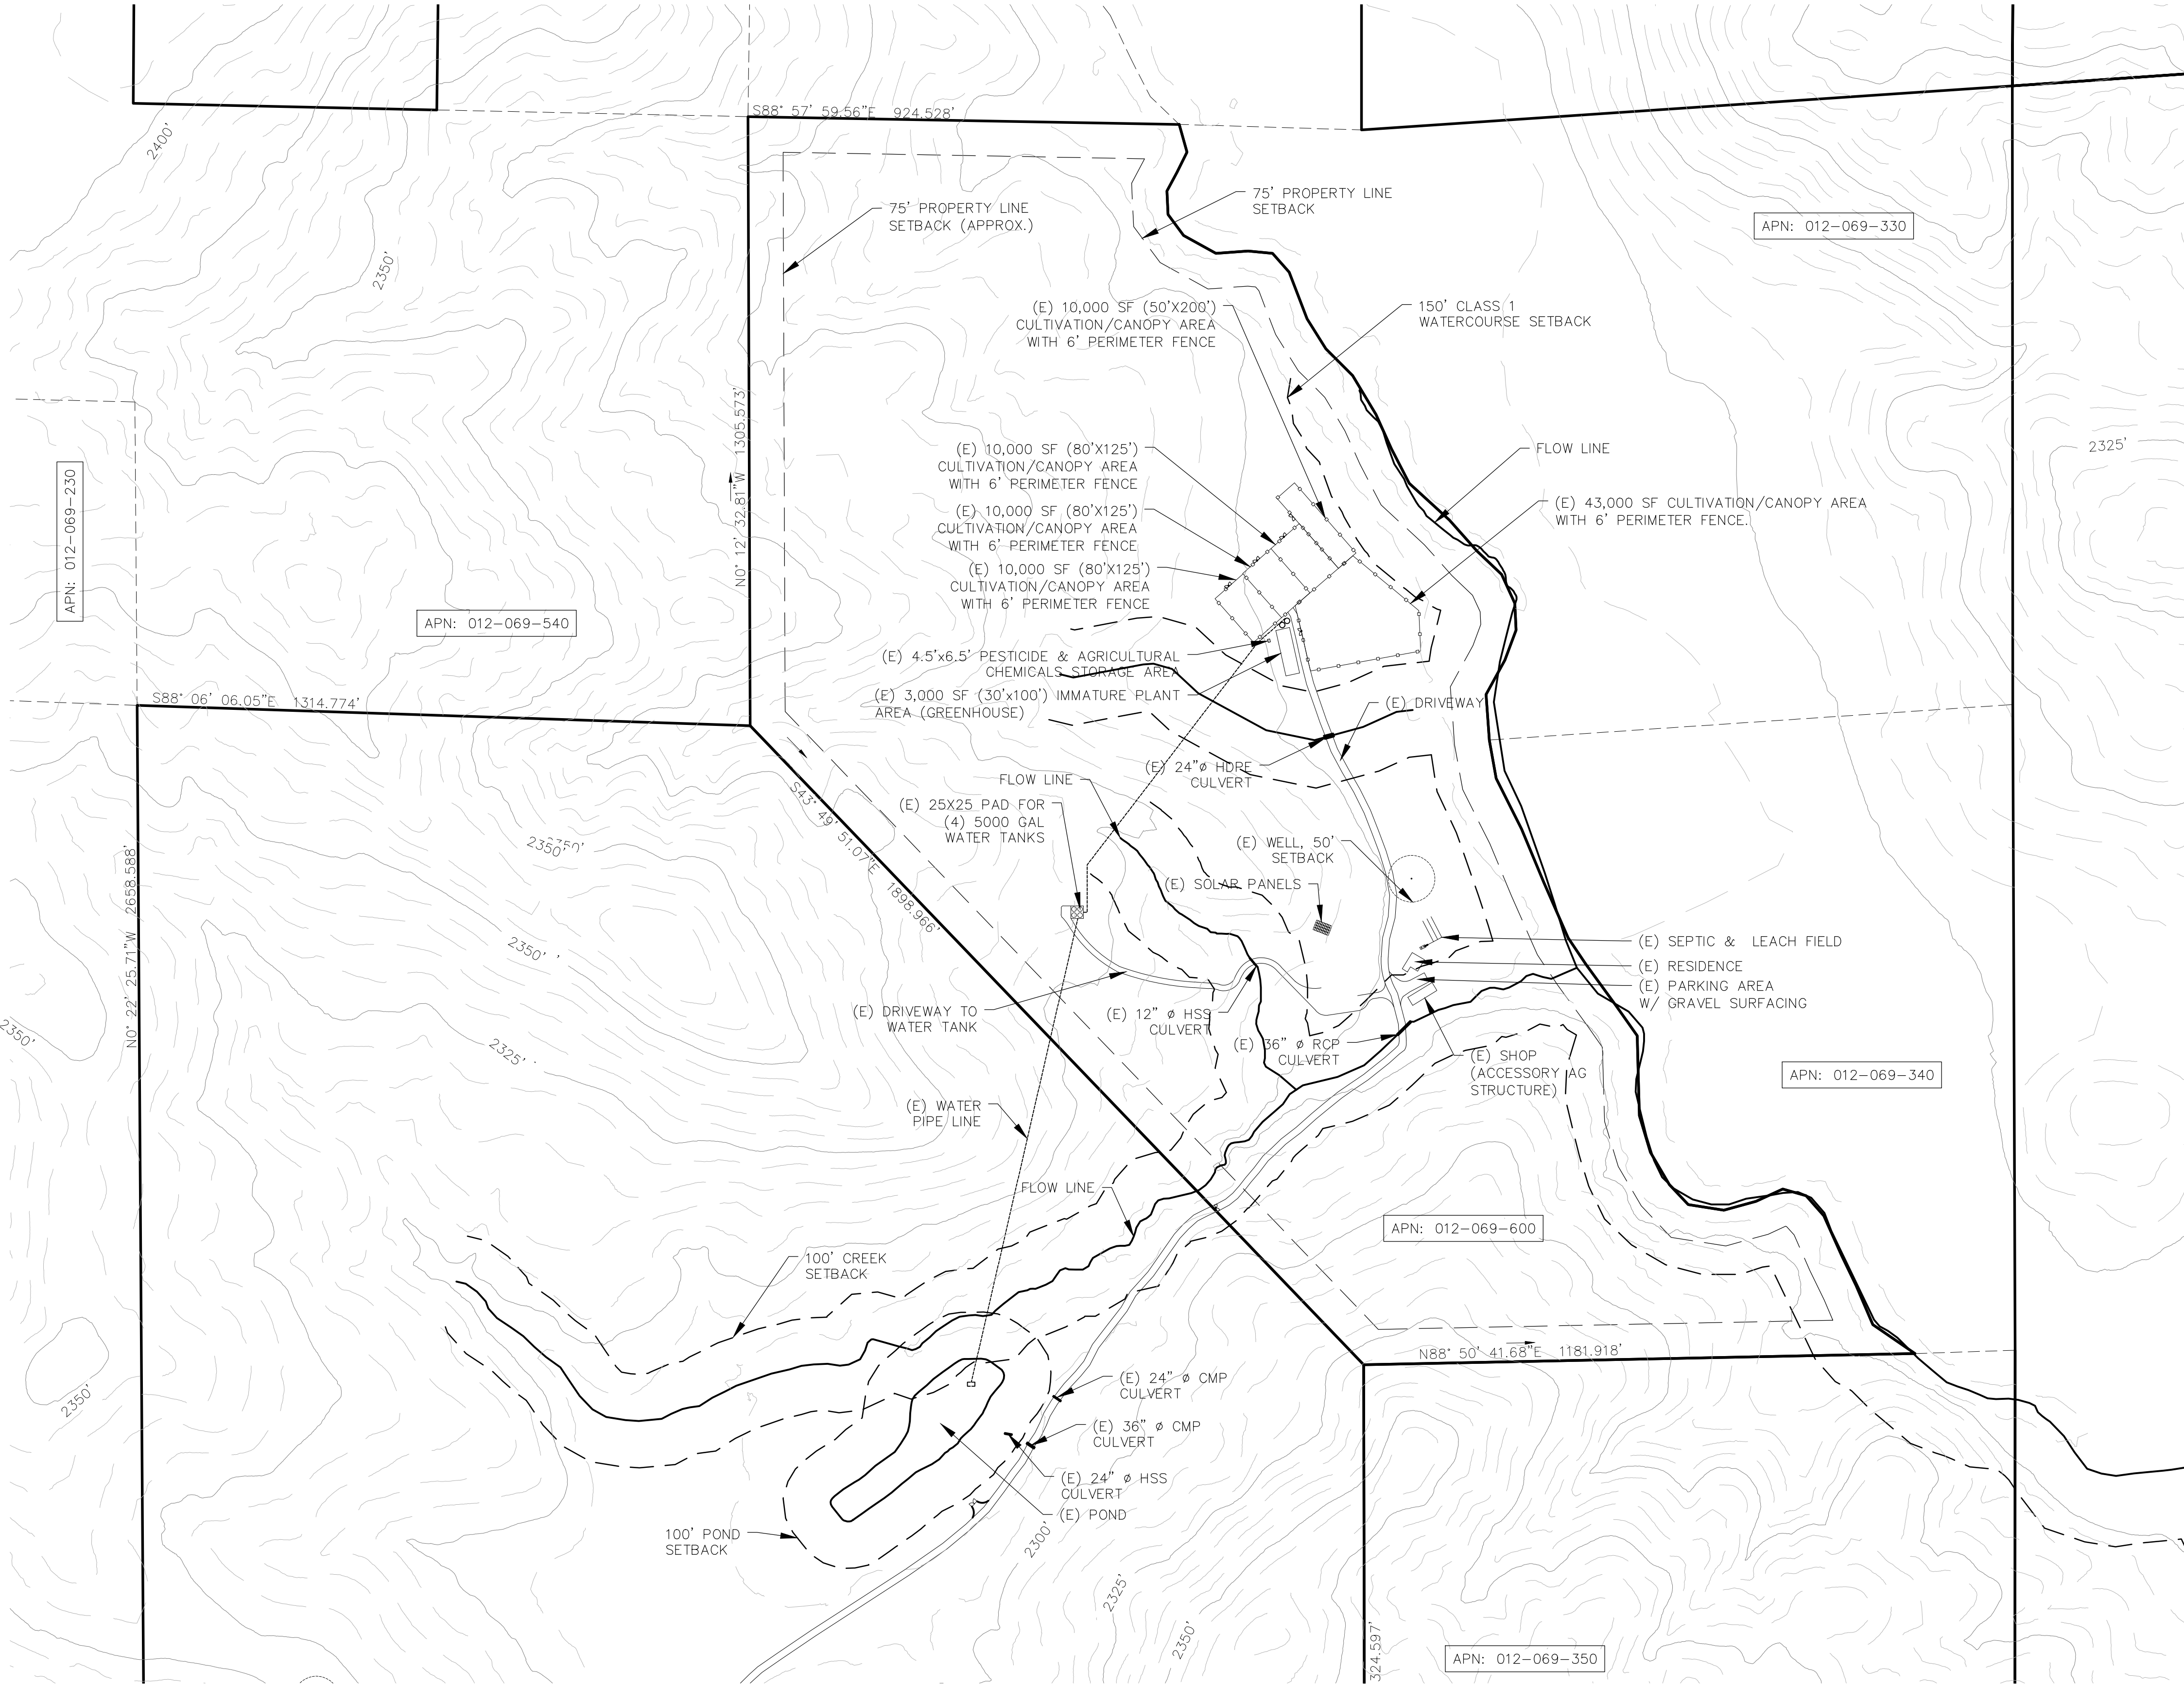 S88° 57' 59.56"E 924.528'
2400'
75' PROPERTY LINE
SETBACK
75' PROPERTY LINE
SETBACK (APPROX.)
APN: 012-069-330
2350'
(E) 10,000 SF (50'X200')
CULTIVATION/CANOPY AREA
WITH 6' PERIMETER FENCE
150' CLASS 1
WATERCOURSE SETBACK
N0° 12' 32.81"W 1305.573'
(E) 10,000 SF (80'X125')
CULTIVATION/CANOPY AREA
WITH 6' PERIMETER FENCE
FLOW LINE
2325'
APN: 012-069-230
(E) 43,000 SF CULTIVATION/CANOPY AREA
WITH 6' PERIMETER FENCE.
(E) 10,000 SF (80'X125')
CULTIVATION/CANOPY AREA
WITH 6' PERIMETER FENCE
(E) 10,000 SF (80'X125')
CULTIVATION/CANOPY AREA
WITH 6' PERIMETER FENCE
APN: 012-069-540
(E) 4.5'x6.5' PESTICIDE & AGRICULTURAL
CHEMICALS STORAGE AREA
(E) 3,000 SF (30'x100') IMMATURE PLANT
AREA (GREENHOUSE)
S88° 06' 06.05"E 1314.774'
(E) DRIVEWAY
(E) 24"ø HDPE
CULVERT
FLOW LINE
(E) 25X25 PAD FOR
(4) 5000 GAL
WATER TANKS
S43° 49' 51.07"E 1898.966'
2350'
2350'
(E) WELL, 50'
SETBACK
(E) SOLAR PANELS
N0° 22' 25.71"W 2658.588'
2350' '
(E) SEPTIC & LEACH FIELD
(E) RESIDENCE
(E) PARKING AREA
W/ GRAVEL SURFACING
(E) DRIVEWAY TO
WATER TANK
(E) 12" ø HSS
CULVERT
2350'
2325' '
(E) 36" ø RCP
CULVERT
(E) SHOP
(ACCESSORY AG
STRUCTURE)
APN: 012-069-340
(E) WATER
PIPE LINE
FLOW LINE
APN: 012-069-600
100' CREEK
SETBACK
N88° 50' 41.68"E 1181.918'
(E) 24" ø CMP
CULVERT
2350'
(E) 36" ø CMP
CULVERT
(E) 24" ø HSS
CULVERT
(E) POND
100' POND
SETBACK
2300'
2325'
2350'
324.597'
APN: 012-069-350